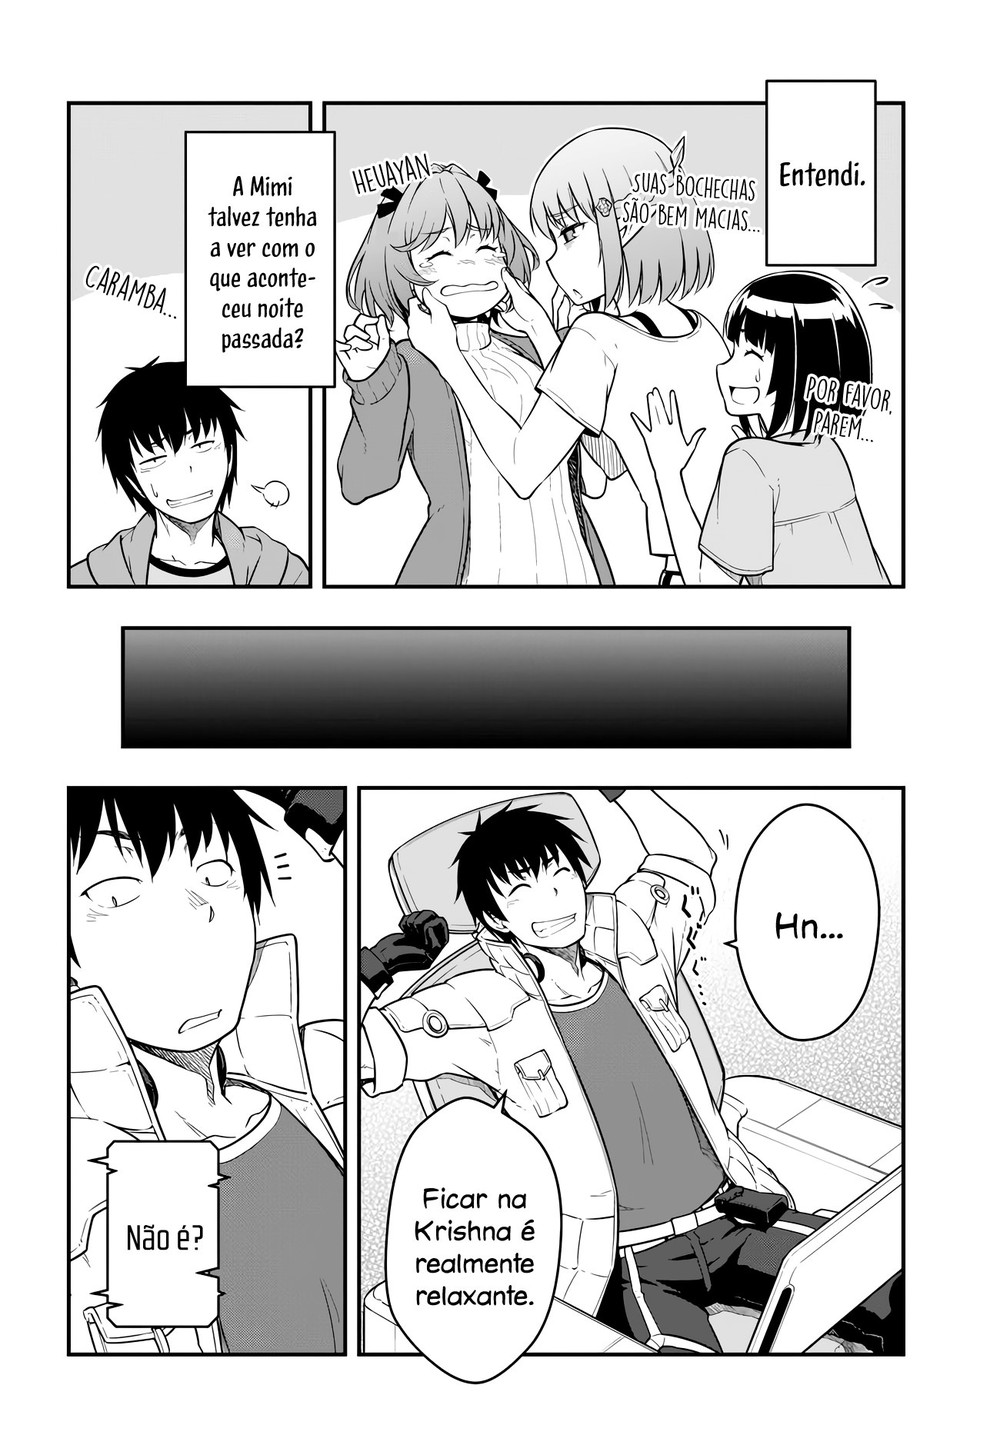 Entendi.
SUAS BOCHECHAS
SÃO BEM MACIAS...
HEUAYAN
POR FAVOR,
PAREM...
A Mimi
talvez tenha
a ver com o
que aconte-
ceu noite
passada?
CARAMBA...
Hn...
Ficar na
Krishna é
realmente
relaxante.
Não é?